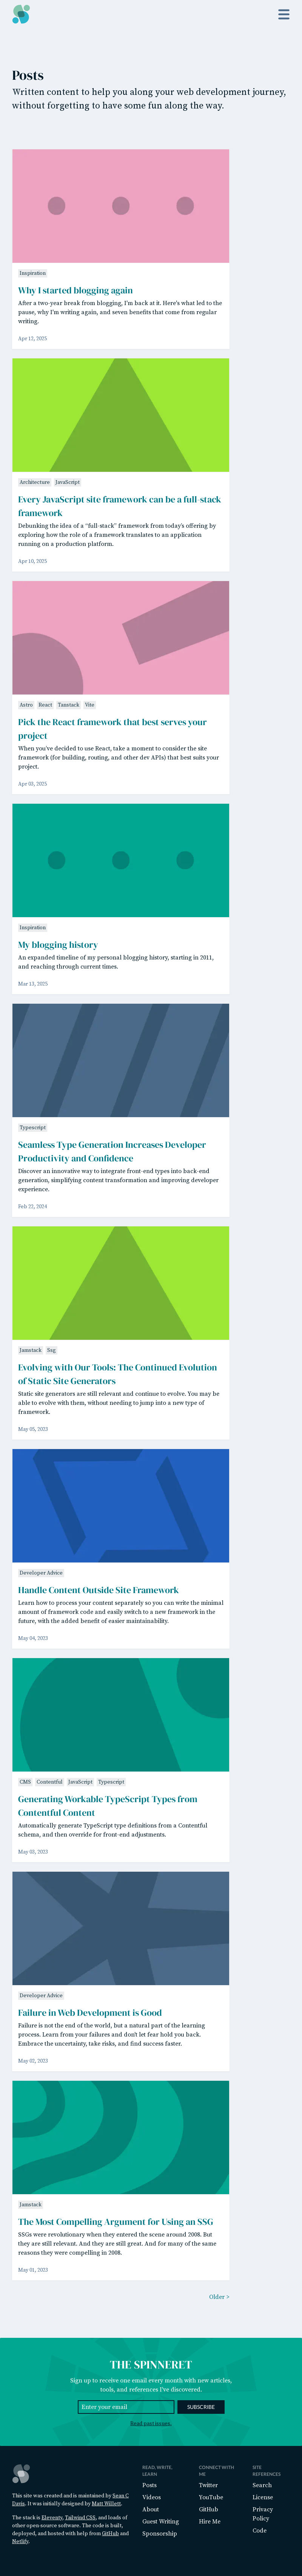 Posts
Written content to help you along your web development journey,
without forgetting to have some fun along the way.
Inspiration
Why I started blogging again
After a two-year break from blogging, I'm back at it. Here's what led to the
pause, why I'm writing again, and seven benefits that come from regular
writing.
Apr 12, 2025
Architecture JavaScript
Every JavaScript site framework can be a full-stack
framework
Debunking the idea of a “full-stack” framework from today's offering by
exploring how the role of a framework translates to an application
running on a production platform.
Apr 10, 2025
Astro React Tanstack Vite
Pick the React framework that best serves your
project
When you've decided to use React, take a moment to consider the site
framework (for building, routing, and other dev APIs) that best suits your
project.
Apr 03, 2025
Inspiration
My blogging history
An expanded timeline of my personal blogging history, starting in 2011,
and reaching through current times.
Mar 13, 2025
Typescript
Seamless Type Generation Increases Developer
Productivity and Confidence
Discover an innovative way to integrate front-end types into back-end
generation, simplifying content transformation and improving developer
experience.
Feb 22, 2024
Jamstack Ssg
Evolving with Our Tools: The Continued Evolution
of Static Site Generators
Static site generators are still relevant and continue to evolve. You may be
able to evolve with them, without needing to jump into a new type of
framework.
May 05, 2023
Developer Advice
Handle Content Outside Site Framework
Learn how to process your content separately so you can write the minimal
amount of framework code and easily switch to a new framework in the
future, with the added benefit of easier maintainability.
May 04, 2023
CMS Contentful JavaScript Typescript
Generating Workable TypeScript Types from
Contentful Content
Automatically generate TypeScript type definitions from a Contentful
schema, and then override for front-end adjustments.
May 03, 2023
Developer Advice
Failure in Web Development is Good
Failure is not the end of the world, but a natural part of the learning
process. Learn from your failures and don't let fear hold you back.
Embrace the uncertainty, take risks, and find success faster.
May 02, 2023
Jamstack
The Most Compelling Argument for Using an SSG
SSGs were revolutionary when they entered the scene around 2008. But
they are still relevant. And they are still great. And for many of the same
reasons they were compelling in 2008.
May 01, 2023
Older >
THE SPINNERET
Sign up to receive one email every month with new articles,
tools, and references I've discovered.
Enter your email
SUBSCRIBE
Read past issues.
This site was created and is maintained by Sean C
Davis. It was initially designed by Matt Willett.
The stack is Eleventy, Tailwind CSS, and loads of
other open source software. The code is built,
deployed, and hosted with help from GitHub and
Netlify.
READ, WRITE,
LEARN
Posts
Videos
About
Guest Writing
Sponsorship
CONNECT WITH
ME
Twitter
YouTube
GitHub
Hire Me
SITE
REFERENCES
Search
License
Privacy
Policy
Code